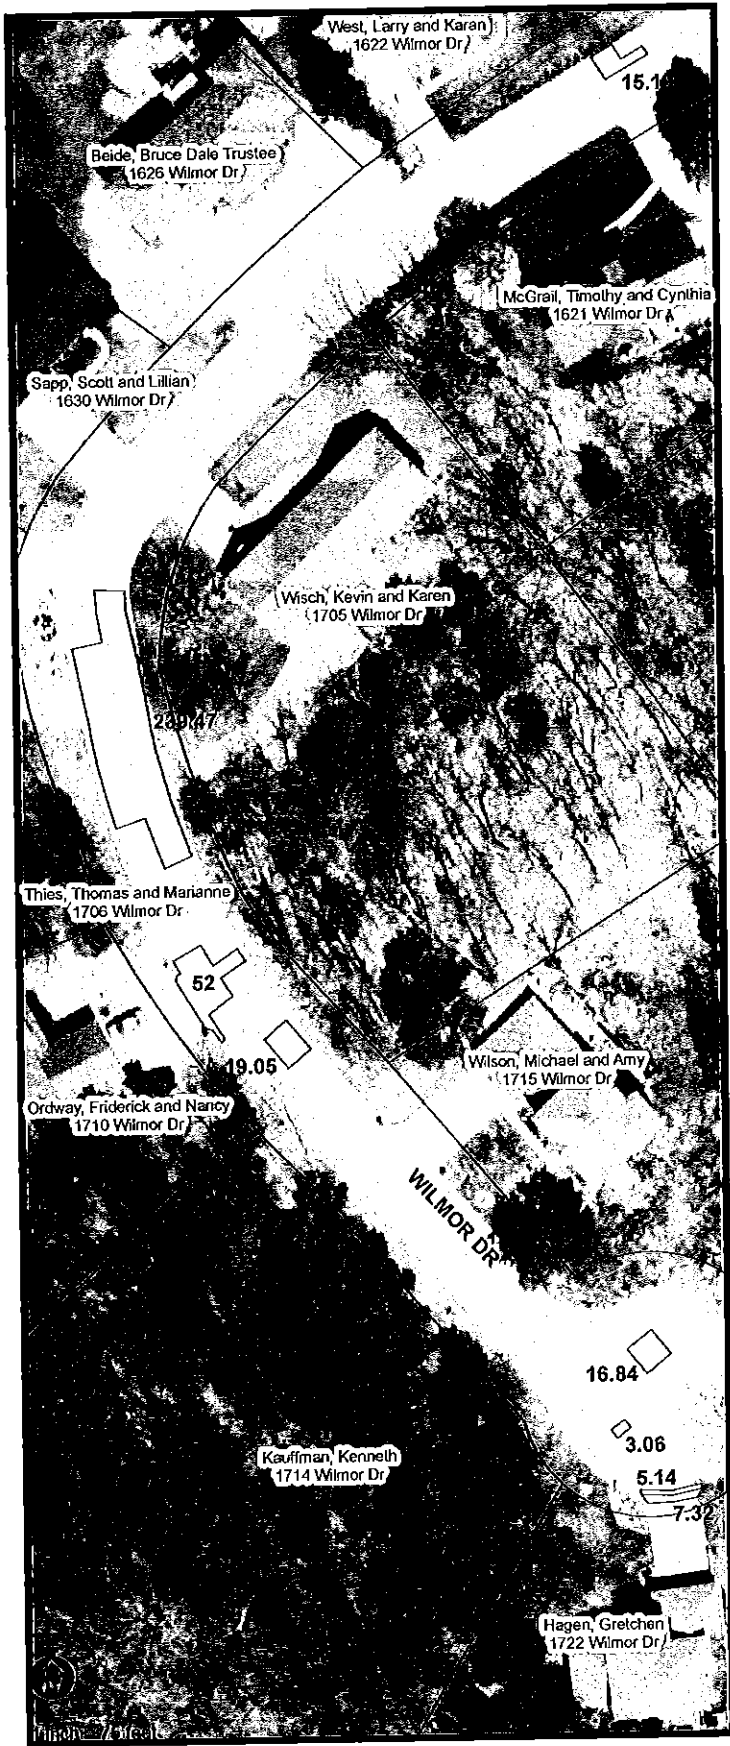 West, Larry and Karan
1622 Wilmor Dr
Beide, Bruce Dale Trustee
1626 Wilmor Dr
McGrail, Timothy and Cynthia
1621 Wilmor Dr
Sapp, Scott and Lillian
1630 Wilmor Dr
Wisch, Kevin and Karen
1705 Wilmor Dr
239.47
Thies, Thomas and Marianne
1706 Wilmor Dr
52
19.05
Wilson, Michael and Amy
1715 Wilmor Dr
Ordway, Friderick and Nancy
1710 Wilmor Dr
WILMOR DR
16.84
3.06
Kauffman, Kenneth
1714 Wilmor Dr
5.14
7.32
Hagen, Gretchen
1722 Wilmor Dr